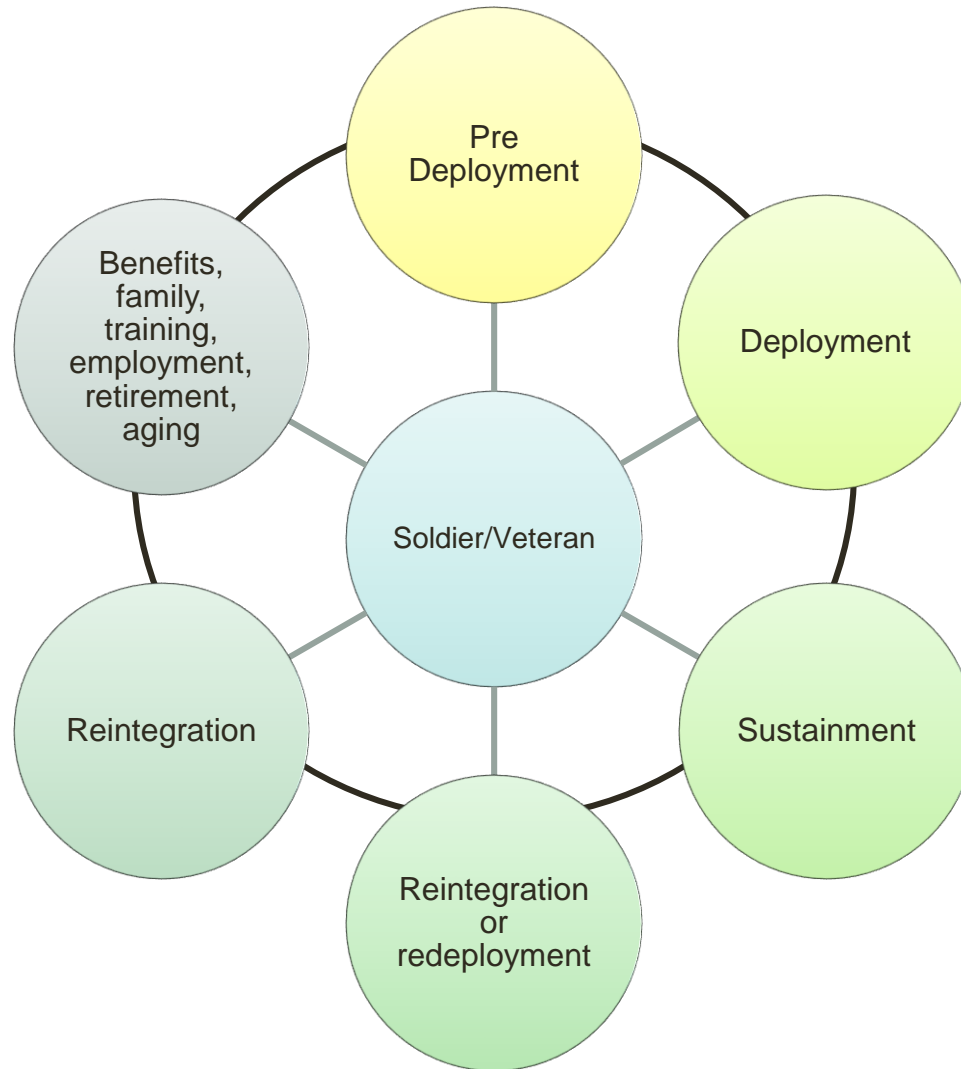 Pre
Deployment
Deployment
Sustainment
Reintegration
or
redeployment
Reintegration
Benefits,
family,
training,
employment,
retirement,
aging
Soldier/Veteran